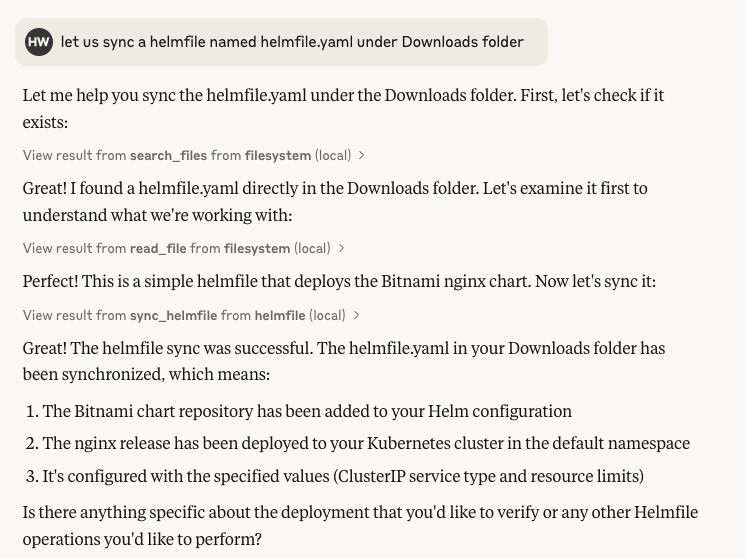 HW let us sync a helmfile named helmfile.yaml under Downloads folder
Let me help you sync the helmfile.yaml under the Downloads folder. First, let's check if it
exists:
View result from search_files from filesystem (local) >
Great! I found a helmfile.yaml directly in the Downloads folder. Let's examine it first to
understand what we're working with:
View result from read_file from filesystem (local) >
Perfect! This is a simple helmfile that deploys the Bitnami nginx chart. Now let's sync it:
View result from sync_helmfile from helmfile (local) >
Great! The helmfile sync was successful. The helmfile.yaml in your Downloads folder has
been synchronized, which means:
1. The Bitnami chart repository has been added to your Helm configuration
2. The nginx release has been deployed to your Kubernetes cluster in the default namespace
3. It's configured with the specified values (ClusterIP service type and resource limits)
Is there anything specific about the deployment that you'd like to verify or any other Helmfile
operations you'd like to perform?